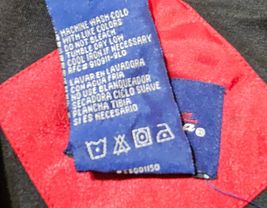 MACHINE WASH COLD
WITH LIKE COLORS
DO NOT BLEACH
TUMBLE DRY LOW
COOL IRON IF NECESSARY
LAVAR EN LAVADORA
CON AGUA FRIA
NO USAR BLANQUEADOR
SECADORA CICLO SUAVE
PLANCHA TIBIA
SI ES NECESARIO